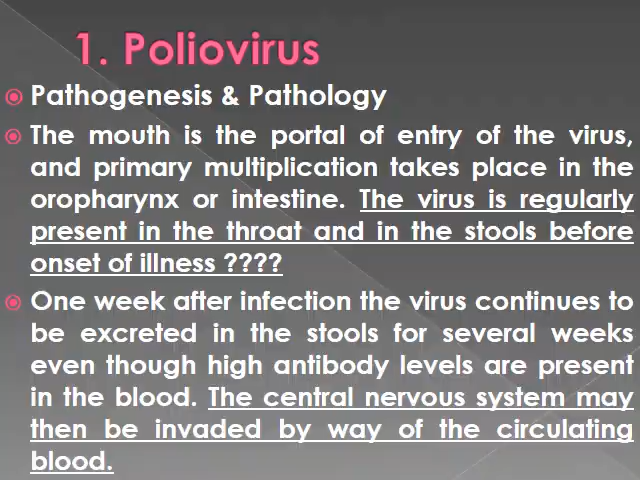 1. Poliovirus
Pathogenesis & Pathology
The mouth is the portal of entry of the virus,
and primary multiplication takes place in the
oropharynx or intestine. The virus is regularly
present in the throat and in the stools before
onset of illness ????
One week after infection the virus continues to
be excreted in the stools for several weeks
even though high antibody levels are present
in the blood. The central nervous system may
then be invaded by way of the circulating
blood.